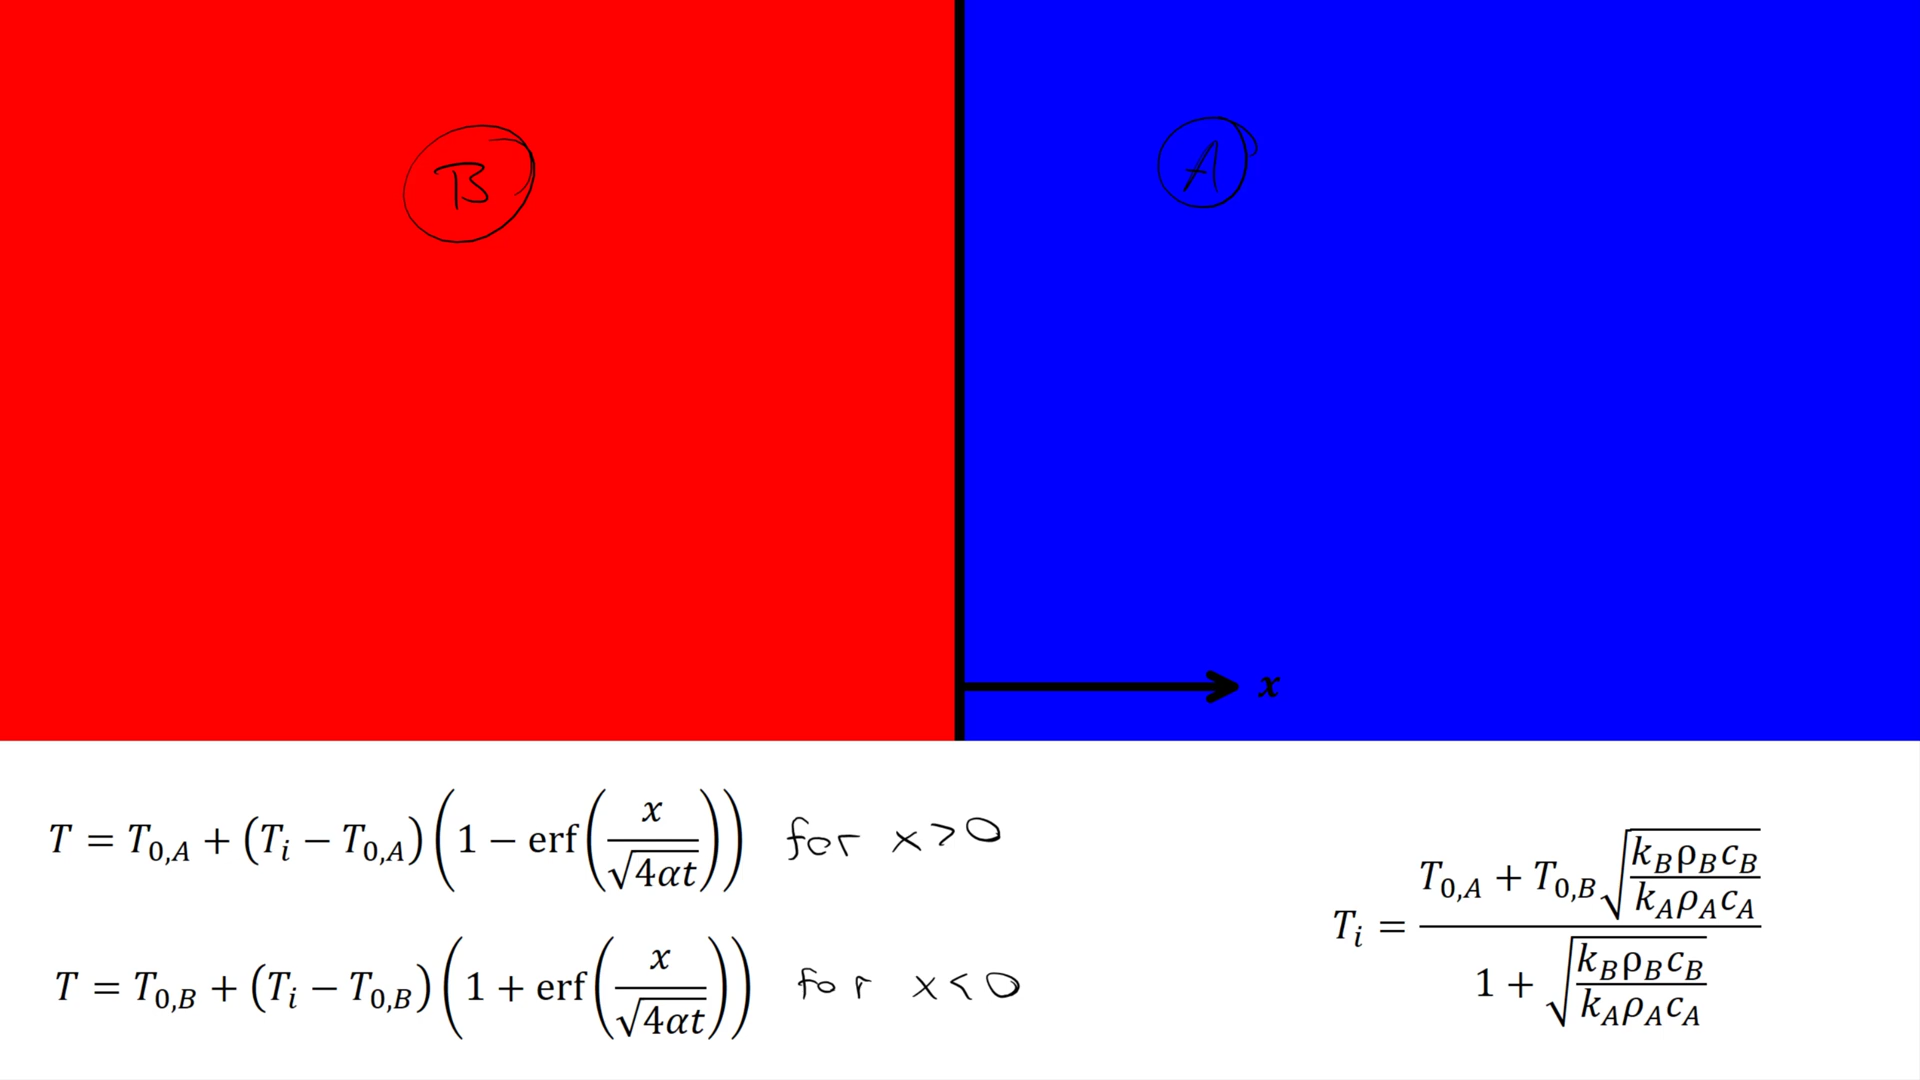 B
A
x
T = T_{0,A} + (T_i − T_{0,A})(1 − erf(x/√(4αt))) for x>0
T = T_{0,B} + (T_i − T_{0,B})(1 + erf(x/√(4αt))) for x<0
T_i = (T_{0,A} + T_{0,B}√(k_Bρ_Bc_B/k_Aρ_Ac_A))/(1 + √(k_Bρ_Bc_B/k_Aρ_Ac_A))